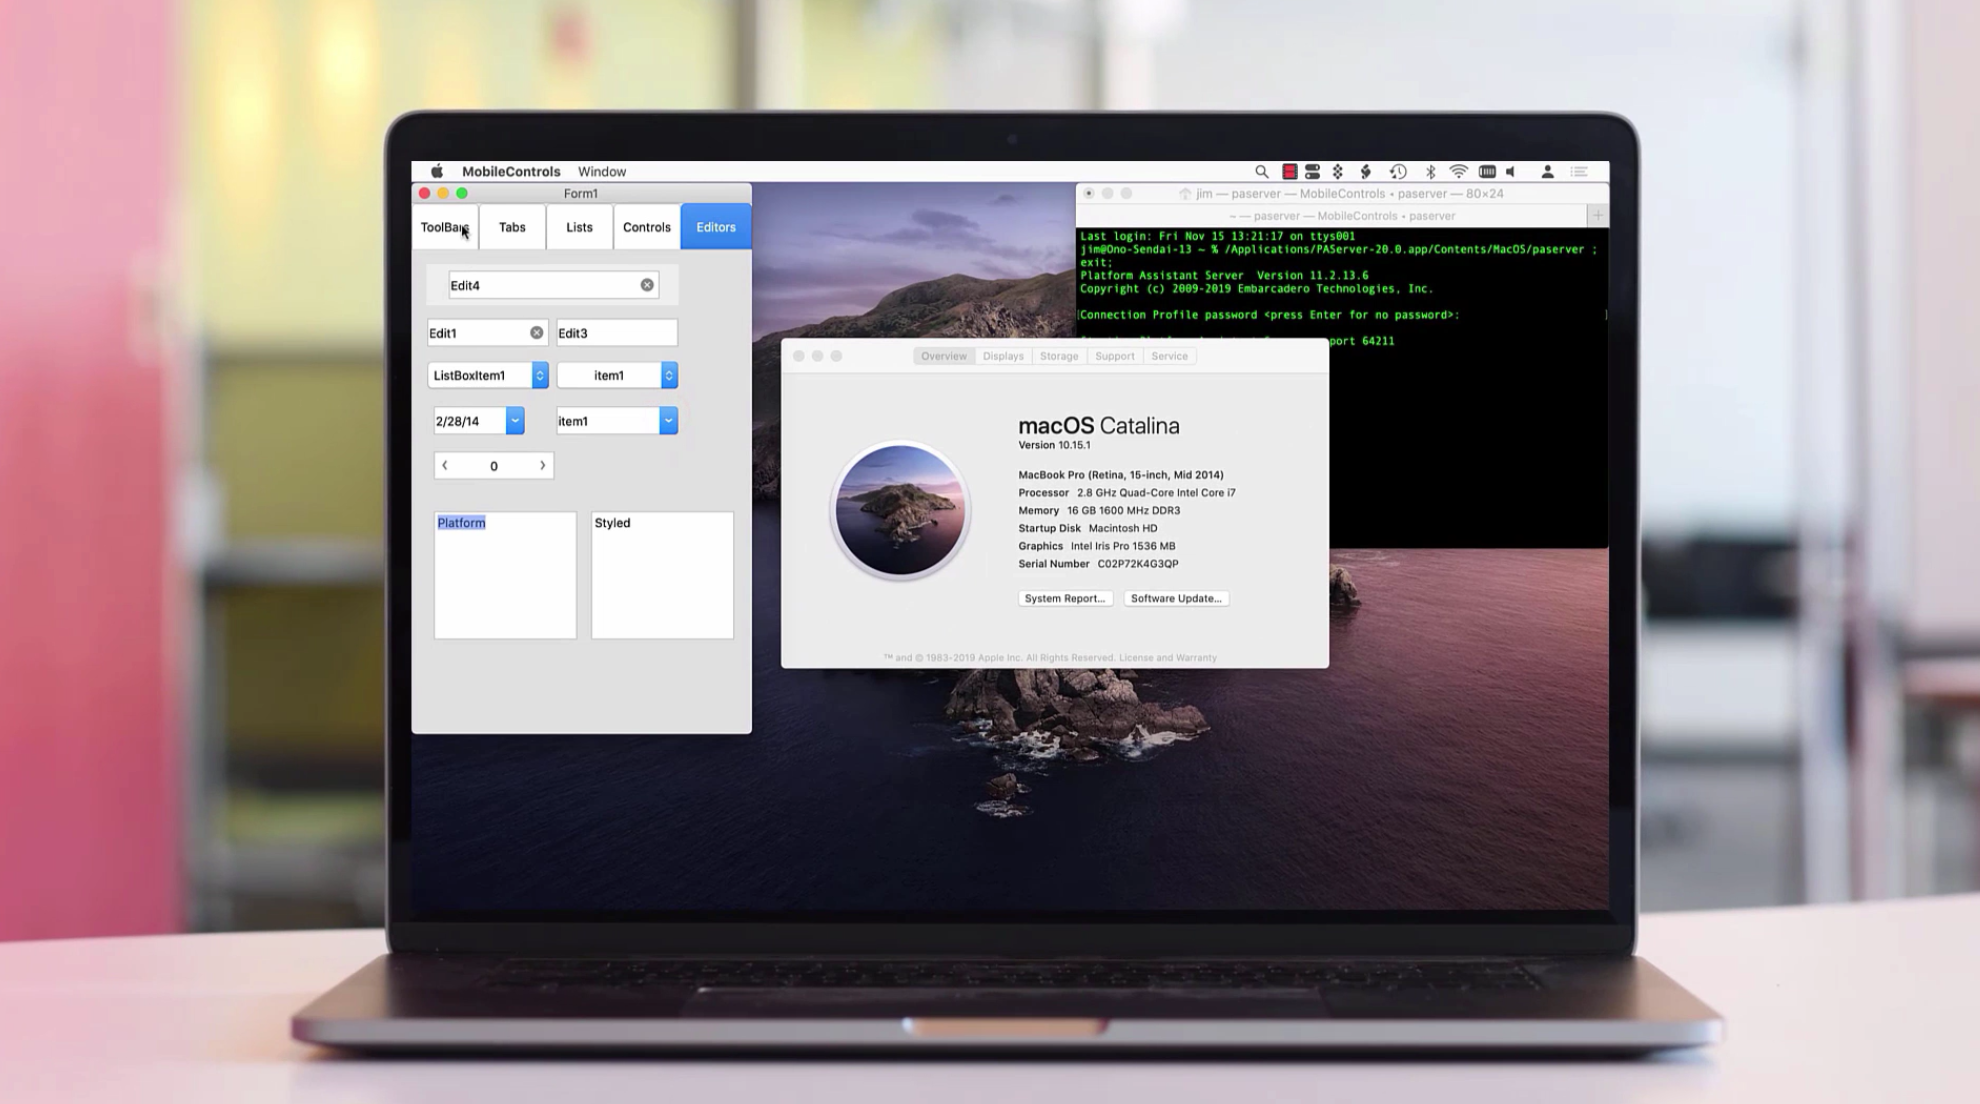 MobileControls Window
Form1
ToolBars Tabs Lists Controls Editors
Edit4
Edit1 Edit3
ListBoxItem1 item1
2/28/14 item1
0
Platform Styled
jim — paserver — MobileControls • paserver — 80×24
~ — paserver — MobileControls • paserver
Last login: Fri Nov 15 13:21:17 on ttys001
jim@Ono-Sendai-13 ~ % /Applications/PAServer-20.0.app/Contents/MacOS/paserver ;
exit;
Platform Assistant Server Version 11.2.13.6
Copyright (c) 2009-2019 Embarcadero Technologies, Inc.
Connection Profile password <press Enter for no password>:
port 64211
Overview Displays Storage Support Service
macOS Catalina
Version 10.15.1
MacBook Pro (Retina, 15-inch, Mid 2014)
Processor 2.8 GHz Quad-Core Intel Core i7
Memory 16 GB 1600 MHz DDR3
Startup Disk Macintosh HD
Graphics Intel Iris Pro 1536 MB
Serial Number C02P72K4G3QP
System Report... Software Update...
™ and © 1983-2019 Apple Inc. All Rights Reserved. License and Warranty